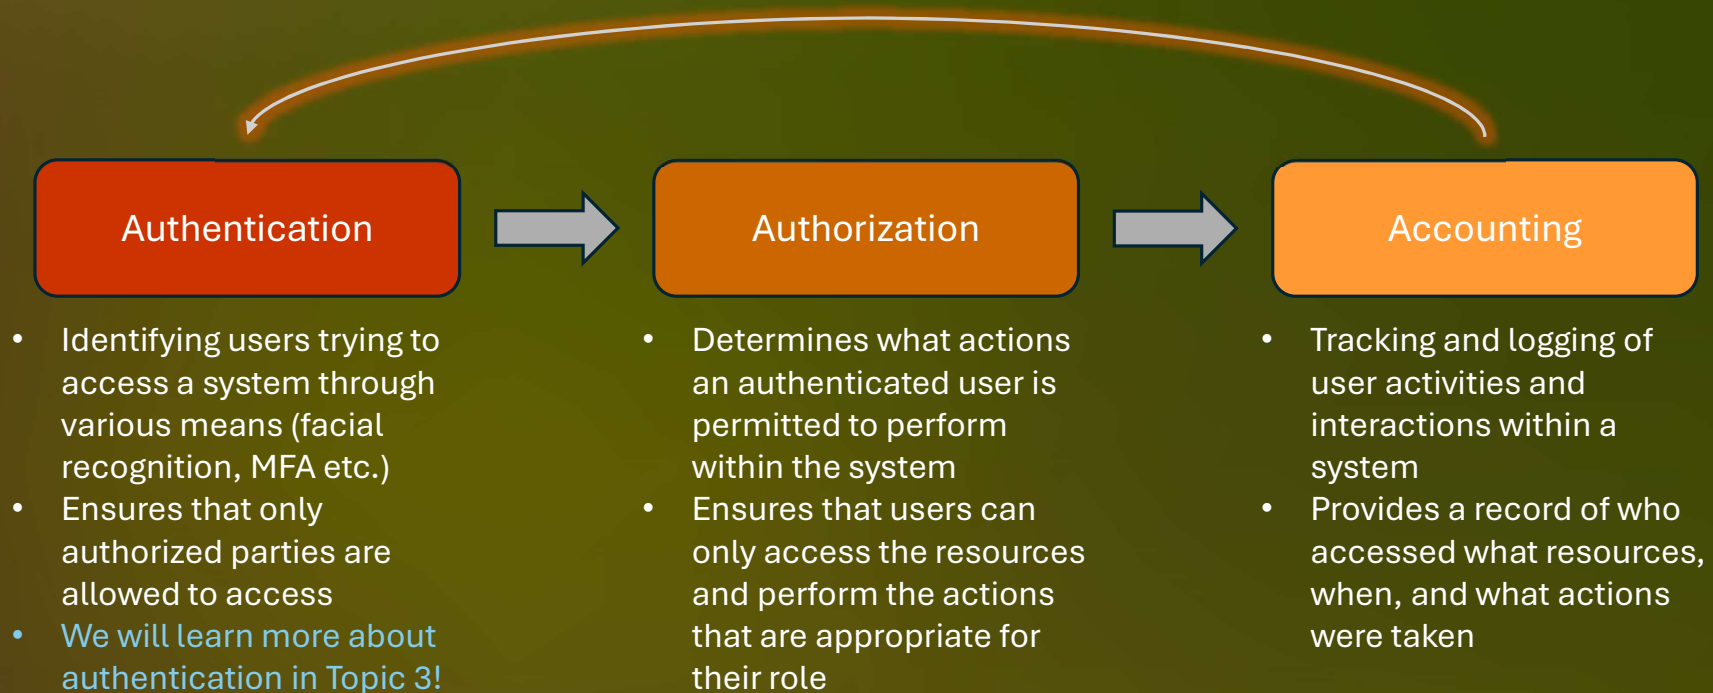 Authentication
Authorization
Accounting
• Identifying users trying to
access a system through
various means (facial
recognition, MFA etc.)
• Ensures that only
authorized parties are
allowed to access
• We will learn more about
authentication in Topic 3!
• Determines what actions
an authenticated user is
permitted to perform
within the system
• Ensures that users can
only access the resources
and perform the actions
that are appropriate for
their role
• Tracking and logging of
user activities and
interactions within a
system
• Provides a record of who
accessed what resources,
when, and what actions
were taken